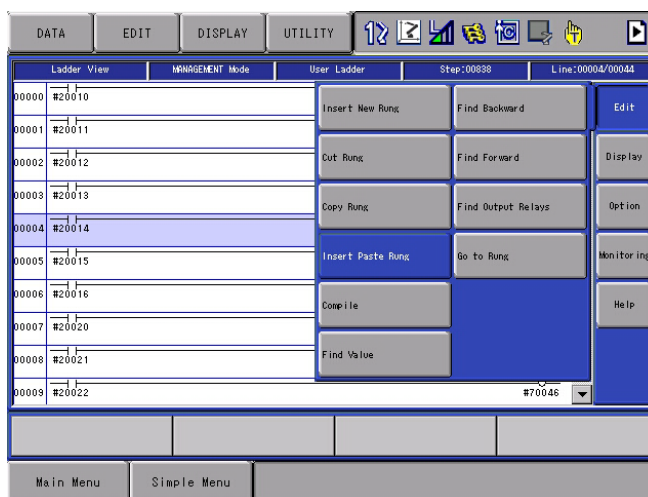 DATA EDIT DISPLAY UTILITY
Ladder View MANAGEMENT Mode User Ladder Step:00838 Line:00004/00044
00000 #20010
00001 #20011
00002 #20012
00003 #20013
00004 #20014
00005 #20015
00006 #20016
00007 #20020
00008 #20021
00009 #20022 #70046
Insert New Rung Find Backward
Cut Rung Find Forward
Copy Rung Find Output Relays
Insert Paste Rung Go to Rung
Compile
Find Value
Edit
Display
Option
Monitoring
Help
Main Menu Simple Menu